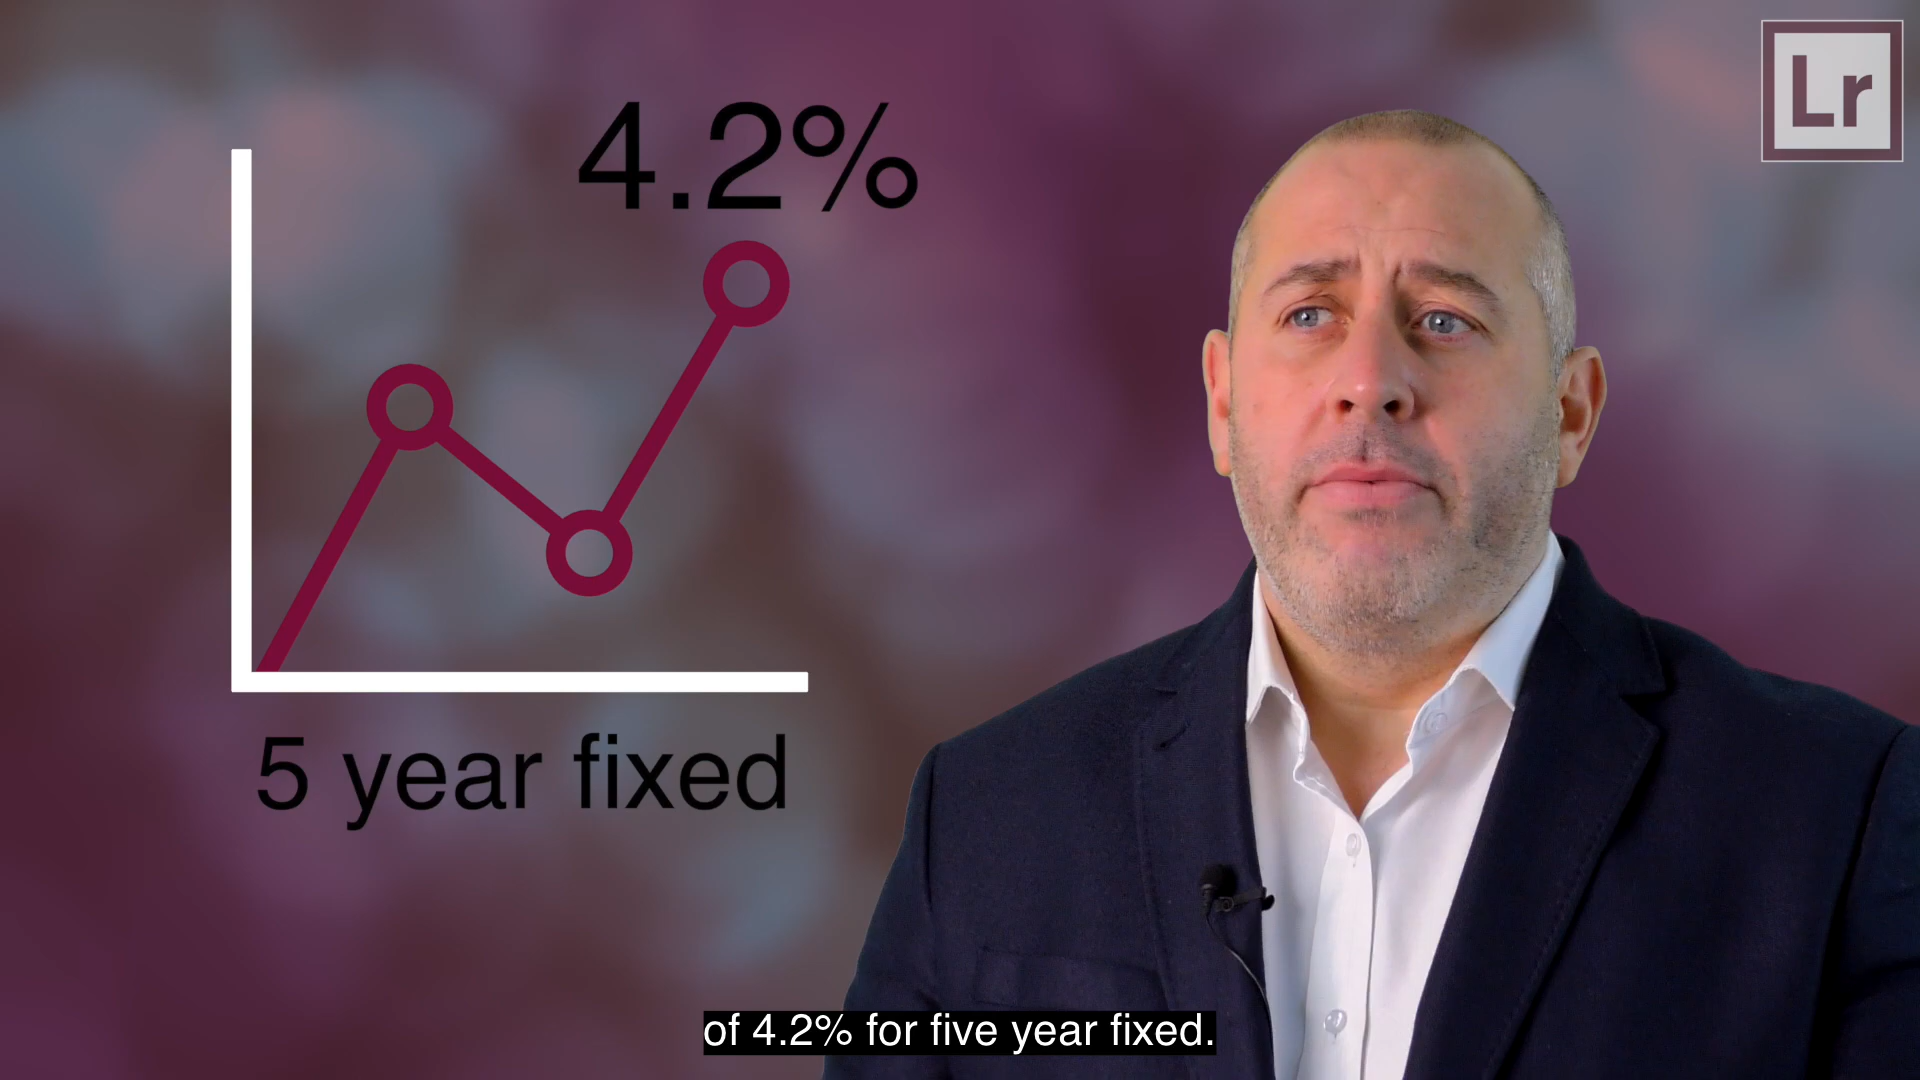 Lr
4.2%
5 year fixed
of 4.2% for five year fixed.